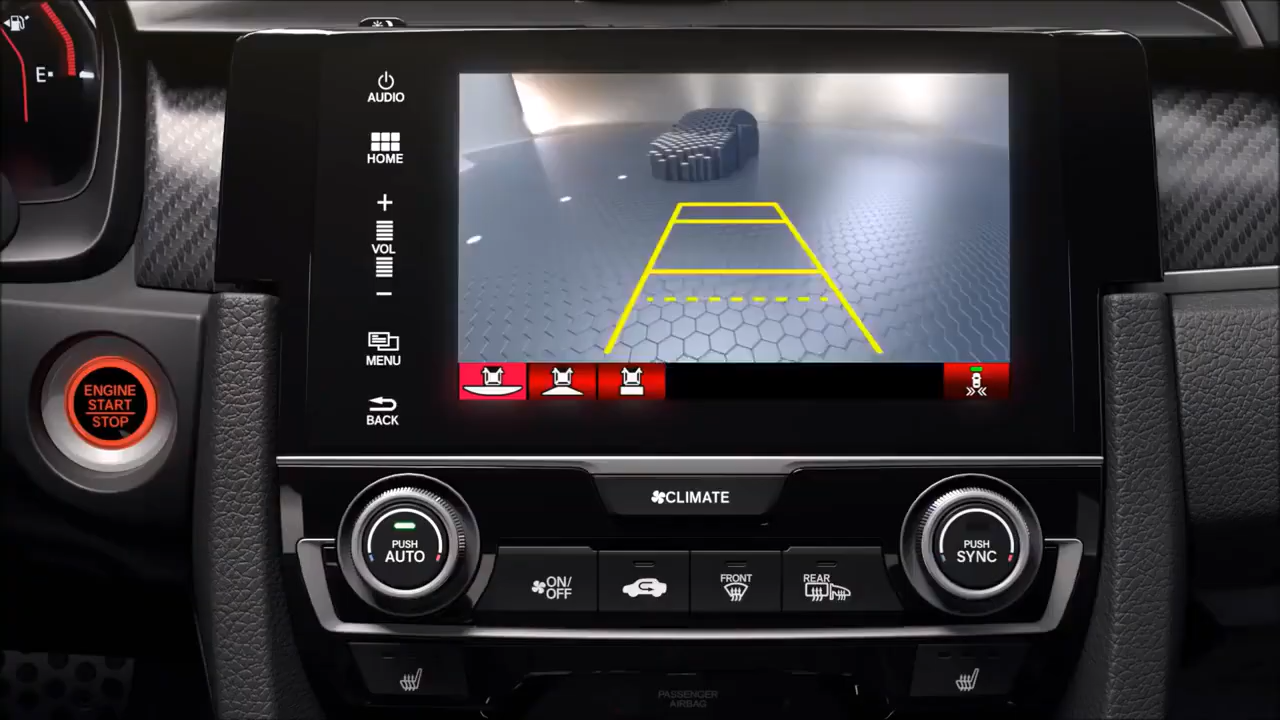 E
AUDIO
HOME
+
VOL
−
MENU
BACK
ENGINE
START
STOP
CLIMATE
PUSH
AUTO
PUSH
SYNC
ON/
OFF
FRONT
REAR
PASSENGER
AIRBAG